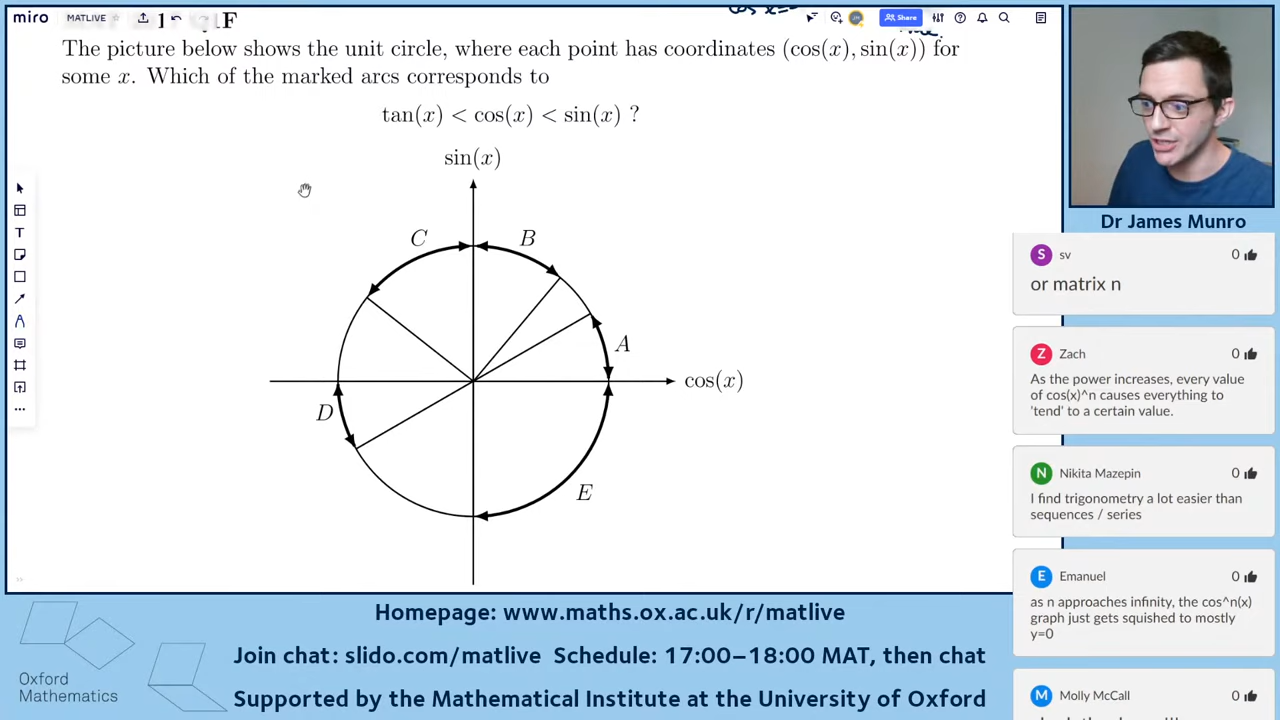 miro
MATLIVE
Share
The picture below shows the unit circle, where each point has coordinates (cos(x), sin(x)) for
some x. Which of the marked arcs corresponds to
tan(x) < cos(x) < sin(x) ?
sin(x)
C
B
A
cos(x)
D
E
Dr James Munro
S
sv
0
or matrix n
Z
Zach
0
As the power increases, every value
of cos(x)^n causes everything to
'tend' to a certain value.
N
Nikita Mazepin
0
I find trigonometry a lot easier than
sequences / series
E
Emanuel
0
as n approaches infinity, the cos^n(x)
graph just gets squished to mostly
y=0
M
Molly McCall
0
Homepage: www.maths.ox.ac.uk/r/matlive
Join chat: slido.com/matlive Schedule: 17:00–18:00 MAT, then chat
Supported by the Mathematical Institute at the University of Oxford
Oxford
Mathematics